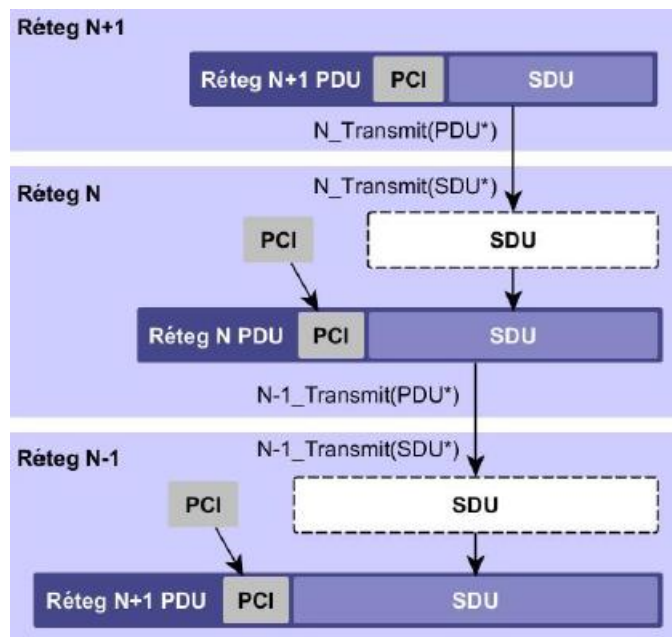 Réteg N+1
Réteg N+1 PDU PCI SDU
N_Transmit(PDU*)
Réteg N
N_Transmit(SDU*)
PCI SDU
Réteg N PDU PCI SDU
N-1_Transmit(PDU*)
Réteg N-1
N-1_Transmit(SDU*)
PCI SDU
Réteg N+1 PDU PCI SDU